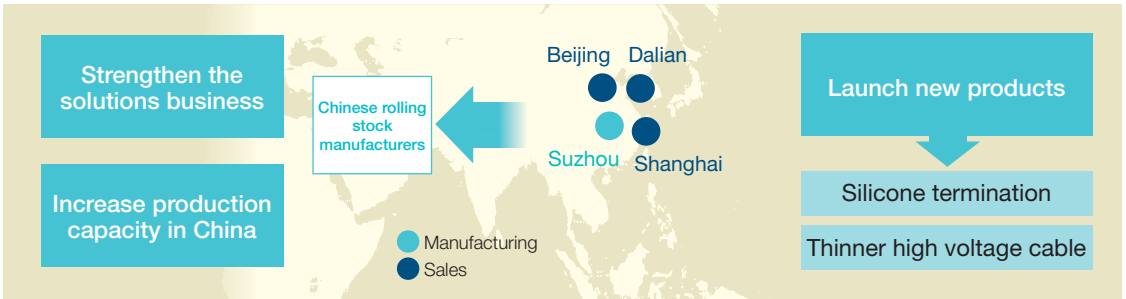 Strengthen the
solutions business
Increase production
capacity in China
Chinese rolling
stock
manufacturers
Beijing
Dalian
Suzhou
Shanghai
Manufacturing
Sales
Launch new products
Silicone termination
Thinner high voltage cable